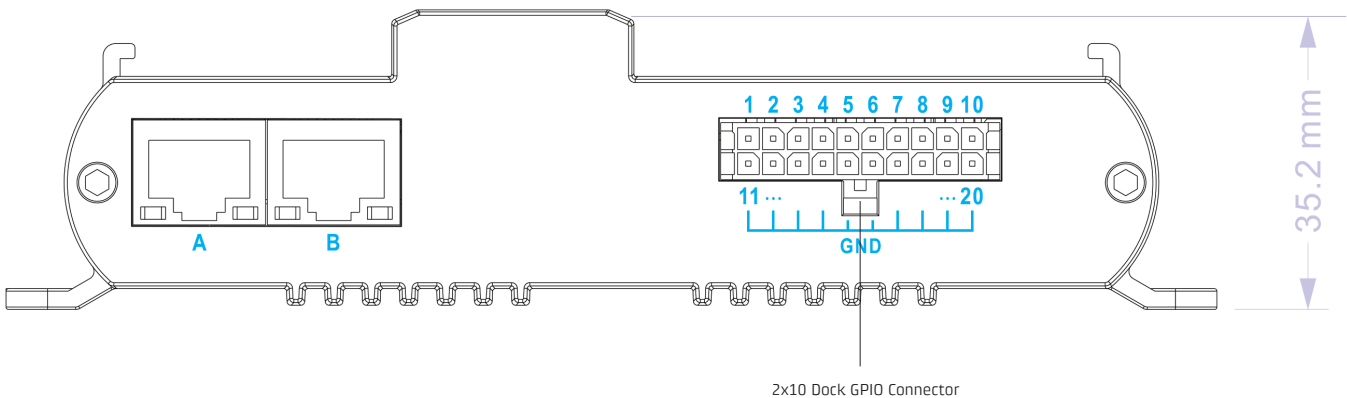 1 2 3 4 5 6 7 8 9 10
35.2 mm
11 ... ... 20
A B GND
2x10 Dock GPIO Connector